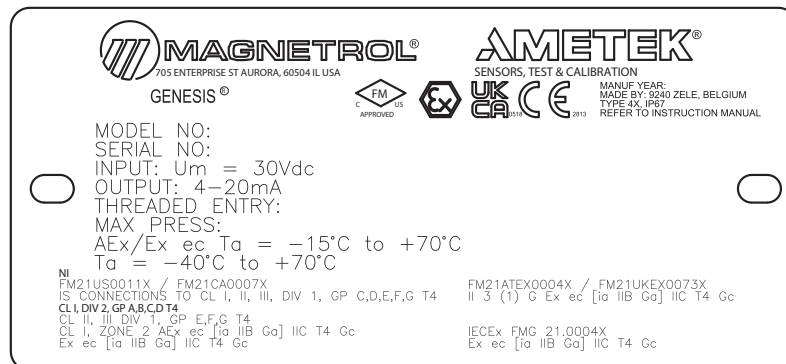 MAGNETROL®
705 ENTERPRISE ST AURORA, 60504 IL USA
GENESIS ®
AMETEK®
SENSORS, TEST & CALIBRATION
FM
C US
APPROVED
Ex
UK
CA 0518
CE 2813
MANUF YEAR:
MADE BY: 9240 ZELE, BELGIUM
TYPE 4X, IP67
REFER TO INSTRUCTION MANUAL
MODEL NO:
SERIAL NO:
INPUT: Um = 30Vdc
OUTPUT: 4-20mA
THREADED ENTRY:
MAX PRESS:
AEx/Ex ec Ta = -15°C to +70°C
Ta = -40°C to +70°C
NI
FM21US0011X / FM21CA0007X
IS CONNECTIONS TO CL I, II, III, DIV 1, GP C,D,E,F,G T4
CL I, DIV 2, GP A,B,C,D T4
CL II, III DIV 1, GP E,F,G T4
CL I, ZONE 2 AEx ec [ia IIB Ga] IIC T4 Gc
Ex ec [ia IIB Ga] IIC T4 Gc
FM21ATEX0004X / FM21UKEX0073X
II 3 (1) G Ex ec [ia IIB Ga] IIC T4 Gc
IECEx FMG 21.0004X
Ex ec [ia IIB Ga] IIC T4 Gc